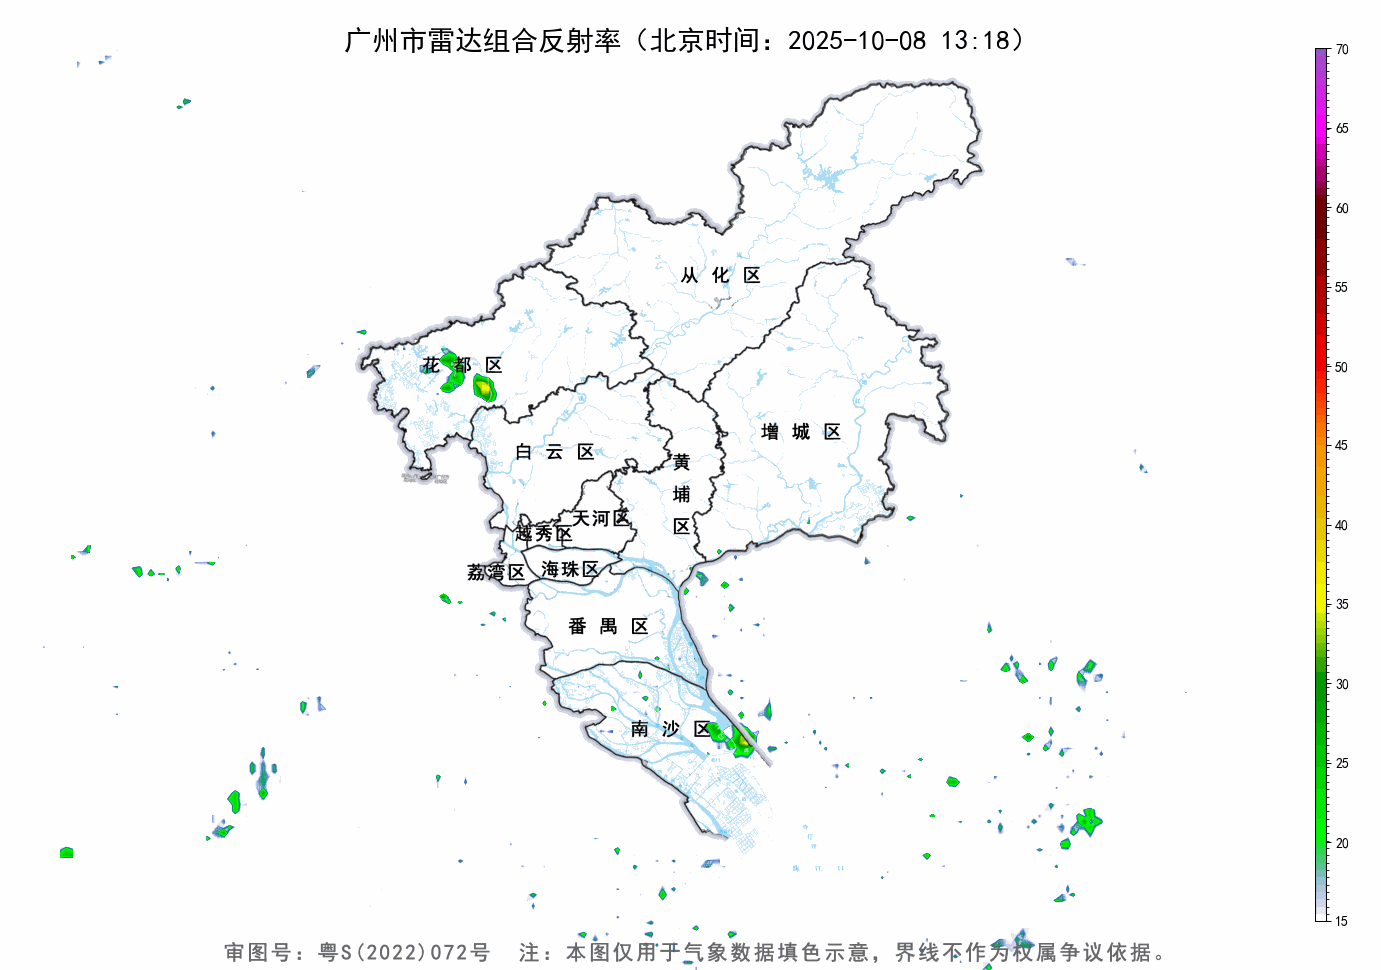 广州市雷达组合反射率（北京时间：2025-10-08 13:18）
70
65
60
55
50
45
40
35
30
25
20
15
从化区
花都区
增城区
白云区
黄埔区
天河区
越秀区
荔湾区
海珠区
番禺区
南沙区
审图号：粤S(2022)072号 注：本图仅用于气象数据填色示意，界线不作为权属争议依据。